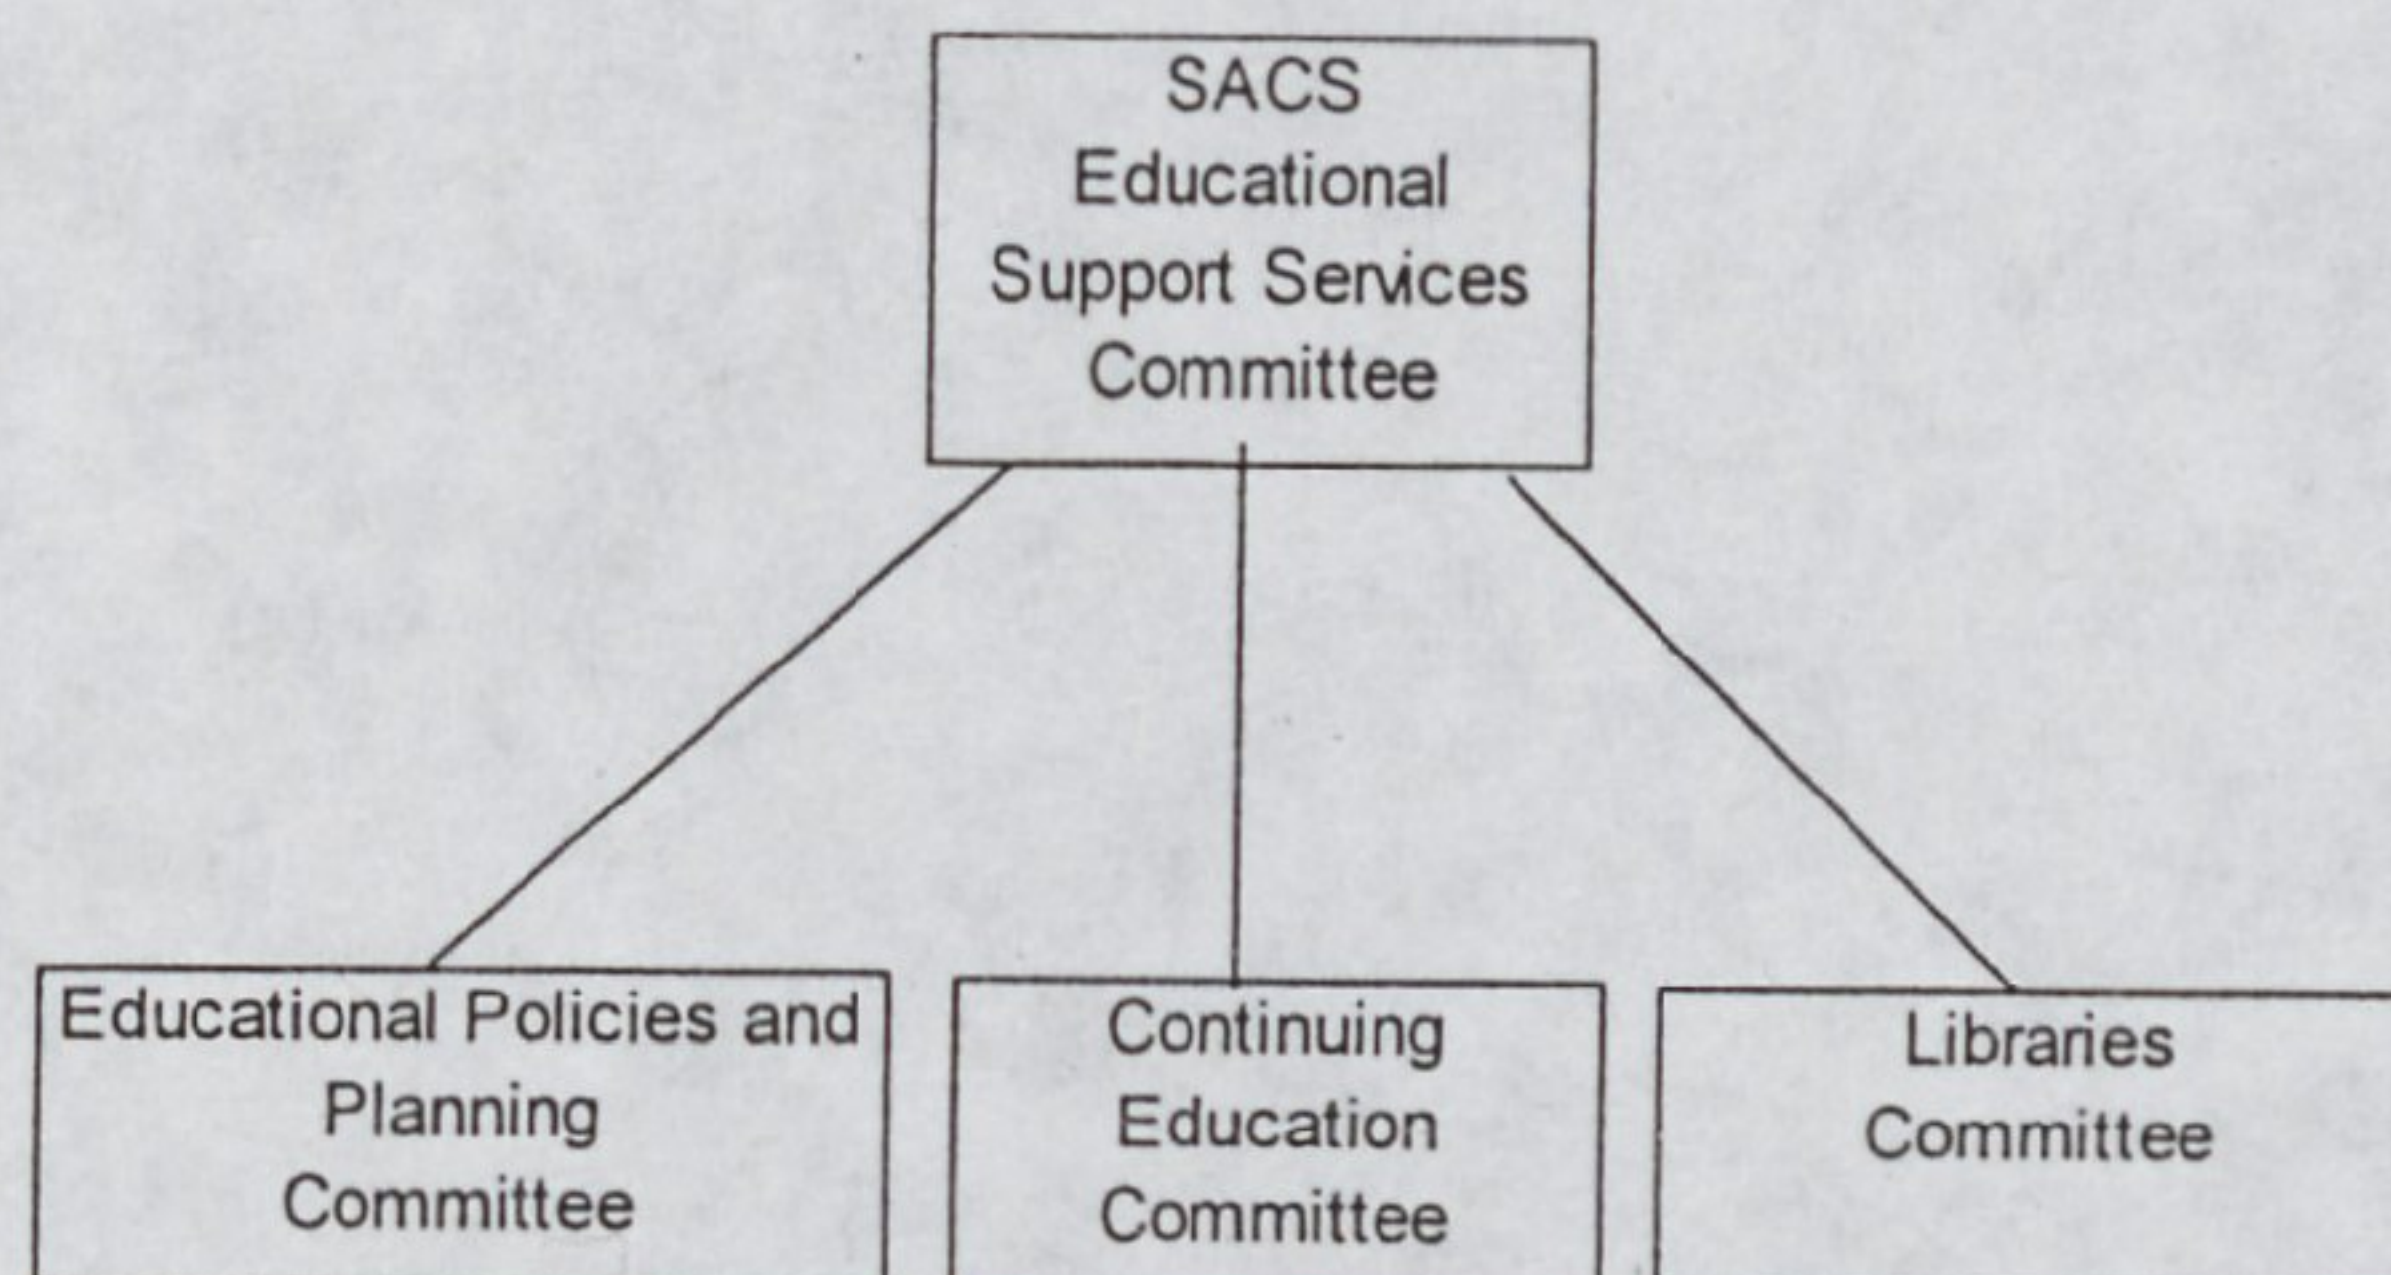 SACS
Educational
Support Services
Committee
Educational Policies and
Planning
Committee
Continuing
Education
Committee
Libraries
Committee